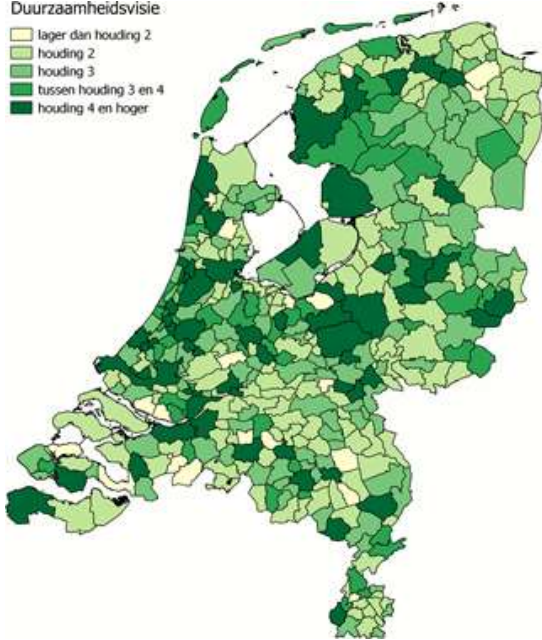 Duurzaamheidsvisie
lager dan houding 2
houding 2
houding 3
tussen houding 3 en 4
houding 4 en hoger